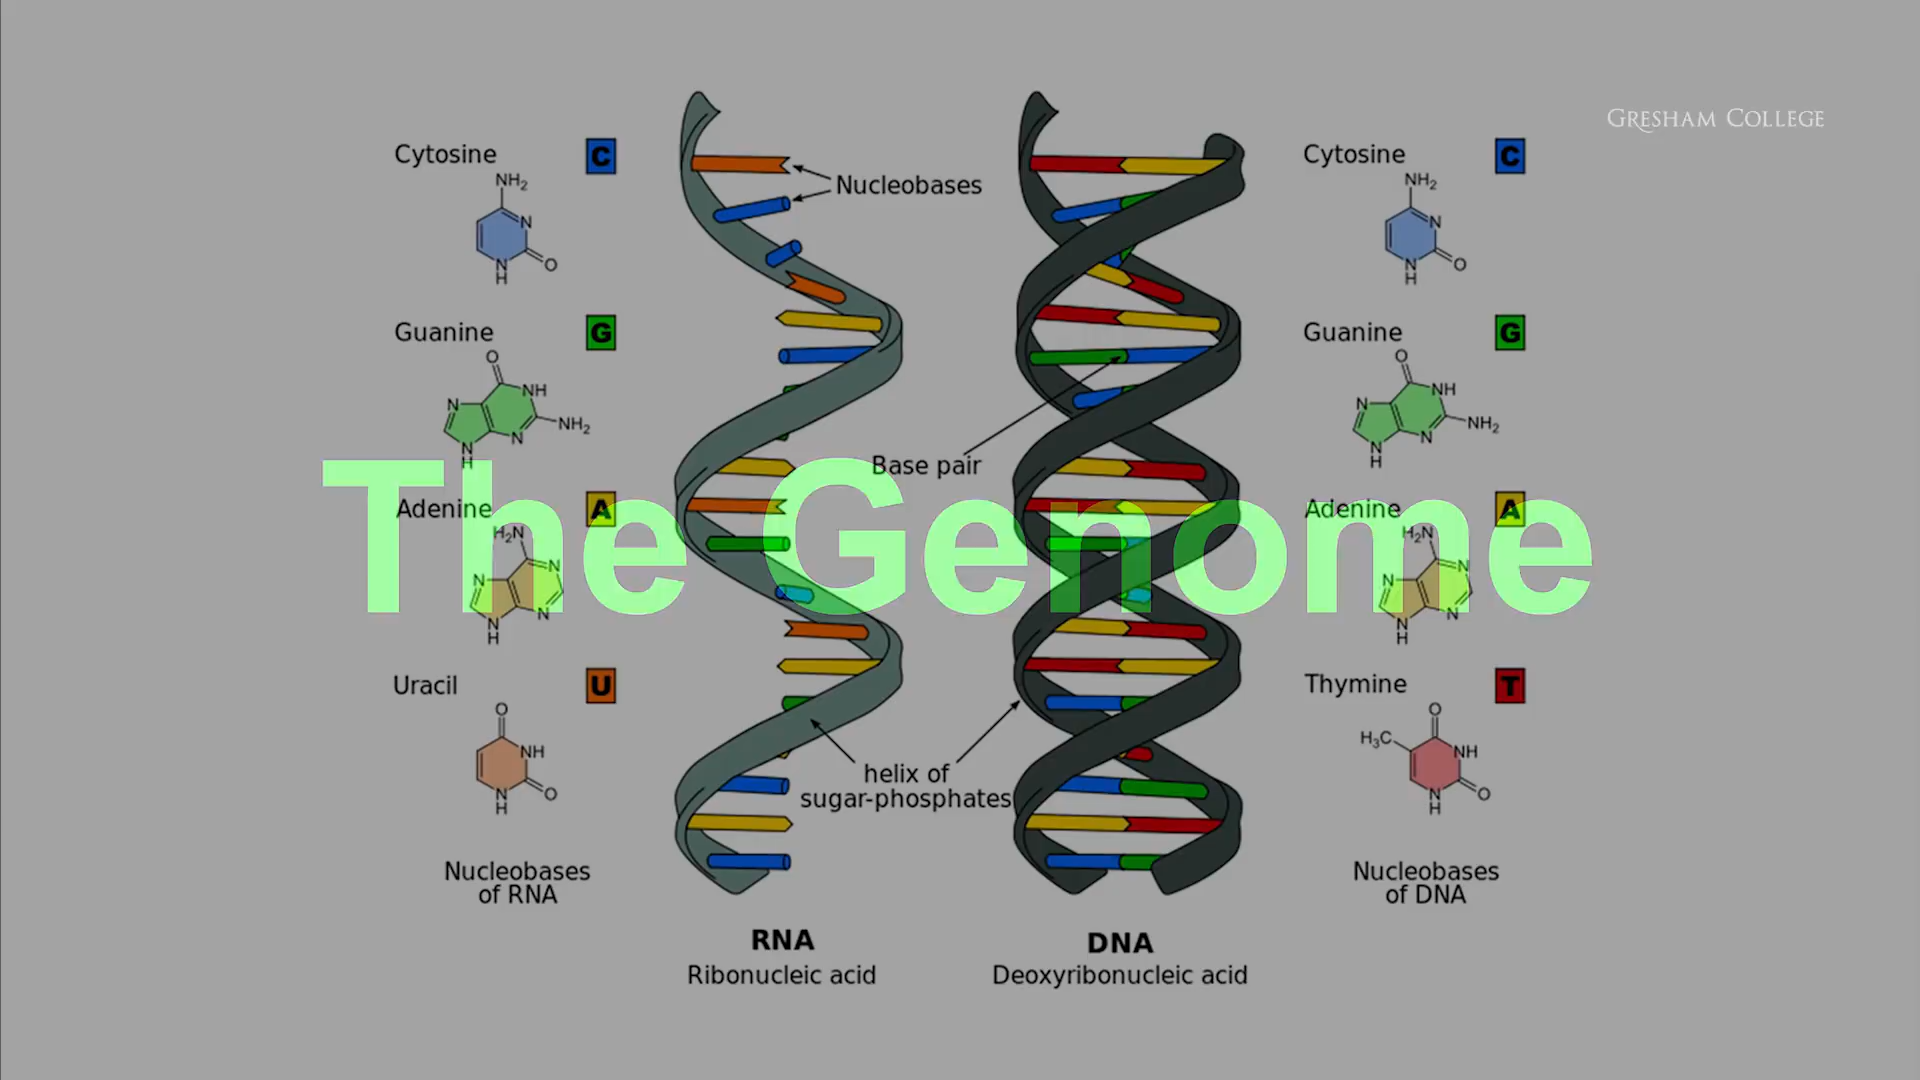 GRESHAM COLLEGE
Cytosine
C
NH2
N
N
H
O
Guanine
G
O
N
NH
N
NH2
N
H
The Genome
Adenine
A
H2N
N
N
N
N
H
Uracil
U
O
NH
N
H
O
Nucleobases
of RNA
Nucleobases
Base pair
helix of
sugar-phosphates
RNA
Ribonucleic acid
DNA
Deoxyribonucleic acid
Cytosine
C
NH2
N
N
H
O
Guanine
G
O
N
NH
N
NH2
N
H
Adenine
A
H2N
N
N
N
N
H
Thymine
T
O
H3C
NH
N
H
O
Nucleobases
of DNA